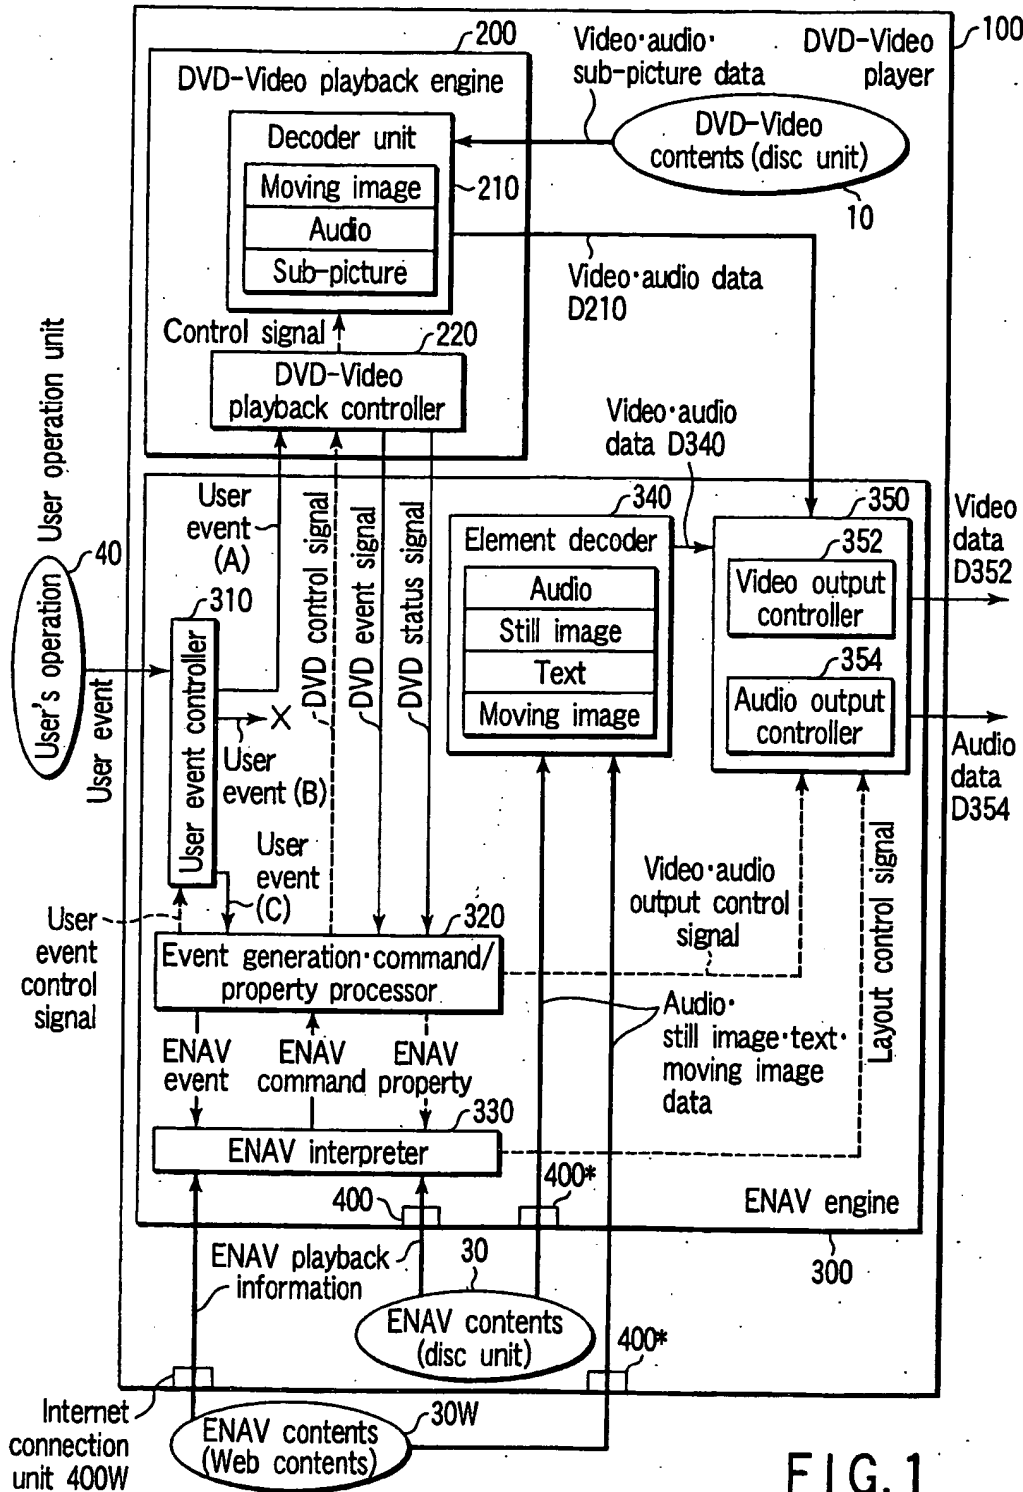 200
Video·audio·
sub-picture data
DVD-Video
player
100
DVD-Video playback engine
Decoder unit
Moving image
Audio
Sub-picture
210
DVD-Video
contents (disc unit)
10
Video·audio data
D210
Control signal
220
DVD-Video
playback controller
User operation unit
40
User's operation
User event
User
event
(A)
310
User event controller
User
event (B)
X
User
event
(C)
DVD control signal
DVD event signal
DVD status signal
Video·audio
data D340
340
Element decoder
Audio
Still image
Text
Moving image
350
352
Video output
controller
354
Audio output
controller
Video
data
D352
Audio
data
D354
User
event
control
signal
320
Event generation·command/
property processor
Video·audio
output control
signal
Layout control signal
Audio·
still image·text·
moving image
data
ENAV
event
ENAV
command
ENAV
property
330
ENAV interpreter
400
400*
ENAV engine
300
ENAV playback
information
30
ENAV contents
(disc unit)
400*
Internet
connection
unit 400W
30W
ENAV contents
(Web contents)
FIG. 1